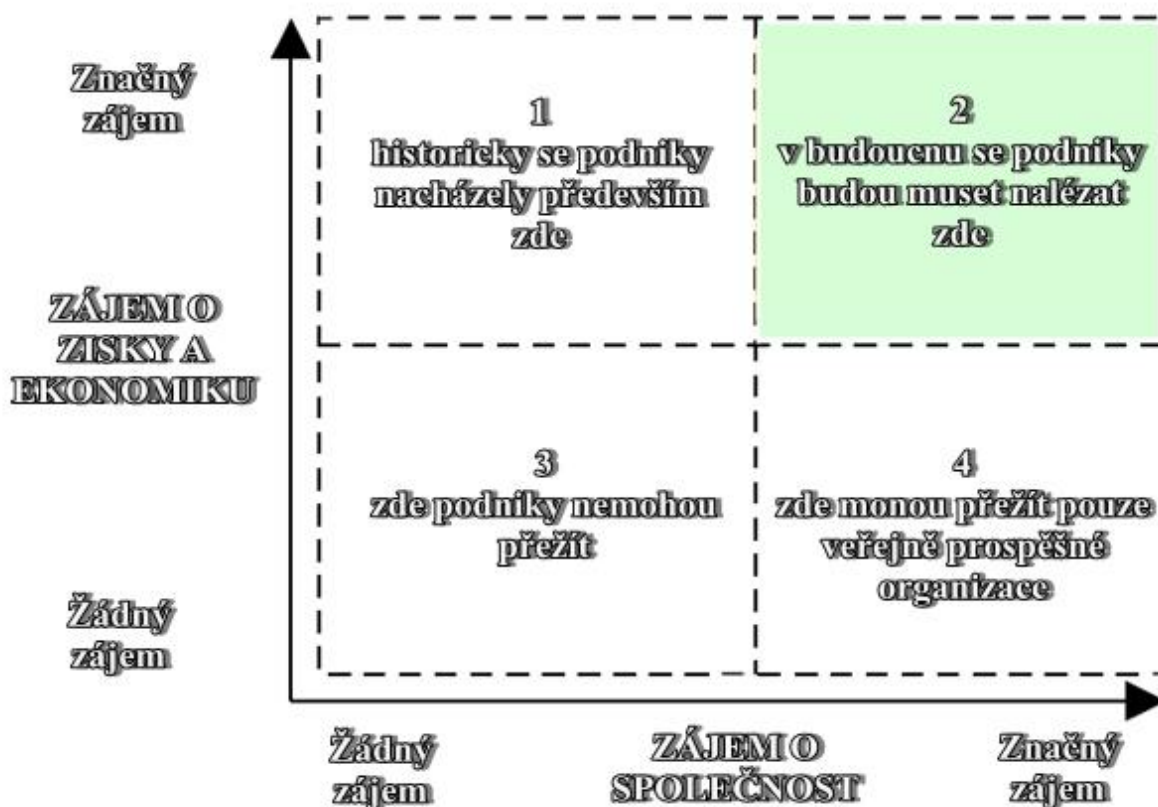 Značný
zájem
1
historicky se podniky
nacházely především
zde
2
v budoucnu se podniky
budou muset nalézat
zde
ZÁJEM O
ZISKY A
EKONOMIKU
3
zde podniky nemohou
přežít
4
zde monou přežít pouze
veřejně prospěšné
organizace
Žádný
zájem
Žádný
zájem
ZÁJEM O
SPOLEČNOST
Značný
zájem